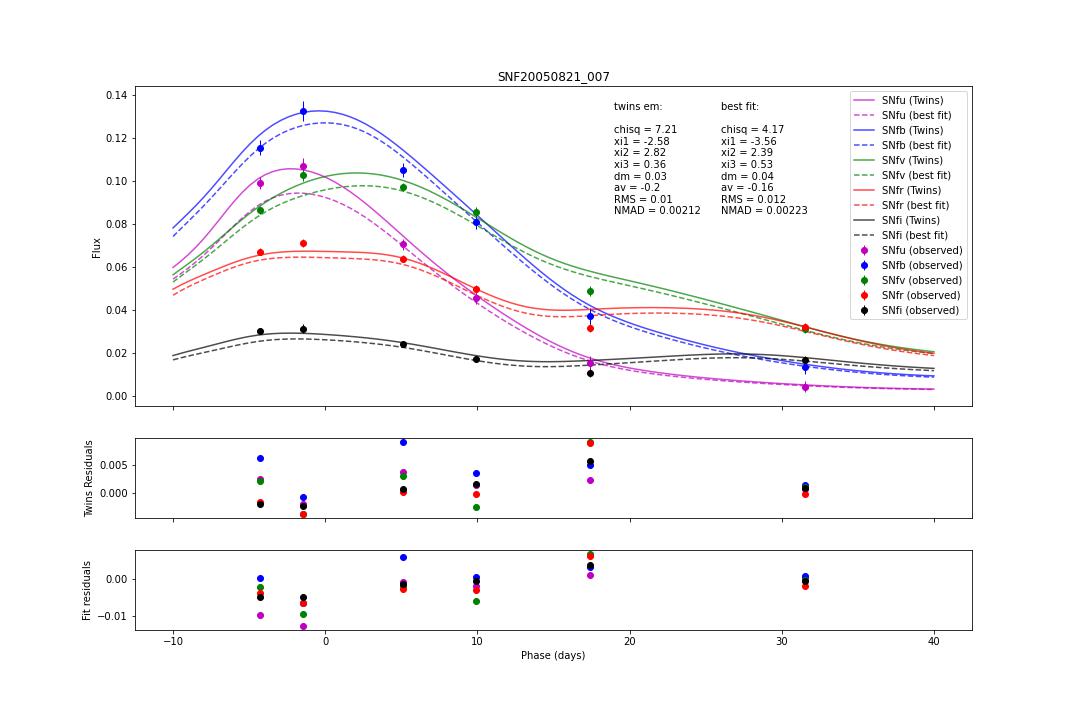 SNF20050821_007
0.14
0.12
0.10
0.08
0.06
0.04
0.02
0.00
Flux
twins em:
chisq = 7.21
xi1 = -2.58
xi2 = 2.82
xi3 = 0.36
dm = 0.03
av = -0.2
RMS = 0.01
NMAD = 0.00212
best fit:
chisq = 4.17
xi1 = -3.56
xi2 = 2.39
xi3 = 0.53
dm = 0.04
av = -0.16
RMS = 0.012
NMAD = 0.00223
SNfu (Twins)
SNfu (best fit)
SNfb (Twins)
SNfb (best fit)
SNfv (Twins)
SNfv (best fit)
SNfr (Twins)
SNfr (best fit)
SNfi (Twins)
SNfi (best fit)
SNfu (observed)
SNfb (observed)
SNfv (observed)
SNfr (observed)
SNfi (observed)
0.005
0.000
Twins Residuals
0.00
−0.01
Fit residuals
−10
0
10
20
30
40
Phase (days)